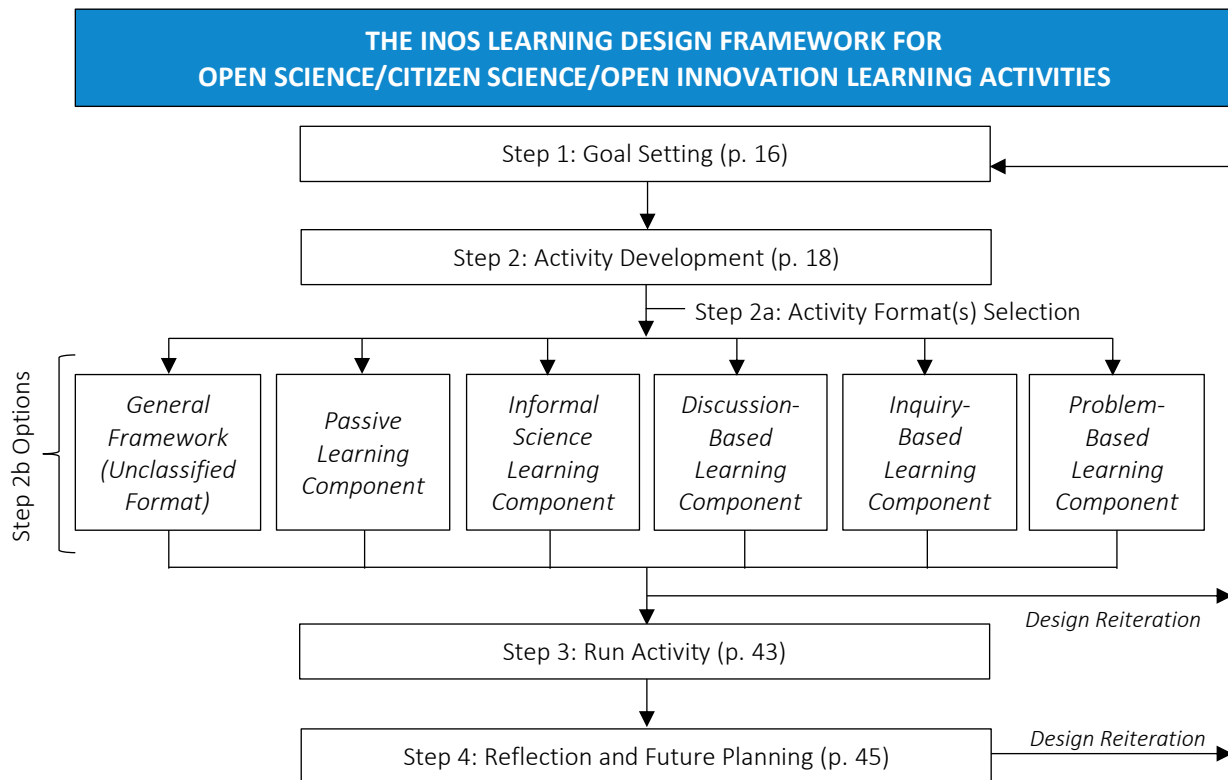 THE INOS LEARNING DESIGN FRAMEWORK FOR
OPEN SCIENCE/CITIZEN SCIENCE/OPEN INNOVATION LEARNING ACTIVITIES
Step 1: Goal Setting (p. 16)
Step 2: Activity Development (p. 18)
Step 2a: Activity Format(s) Selection
Step 2b Options
General
Framework
(Unclassified
Format)
Passive
Learning
Component
Informal
Science
Learning
Component
Discussion-
Based
Learning
Component
Inquiry-
Based
Learning
Component
Problem-
Based
Learning
Component
Design Reiteration
Step 3: Run Activity (p. 43)
Step 4: Reflection and Future Planning (p. 45)
Design Reiteration